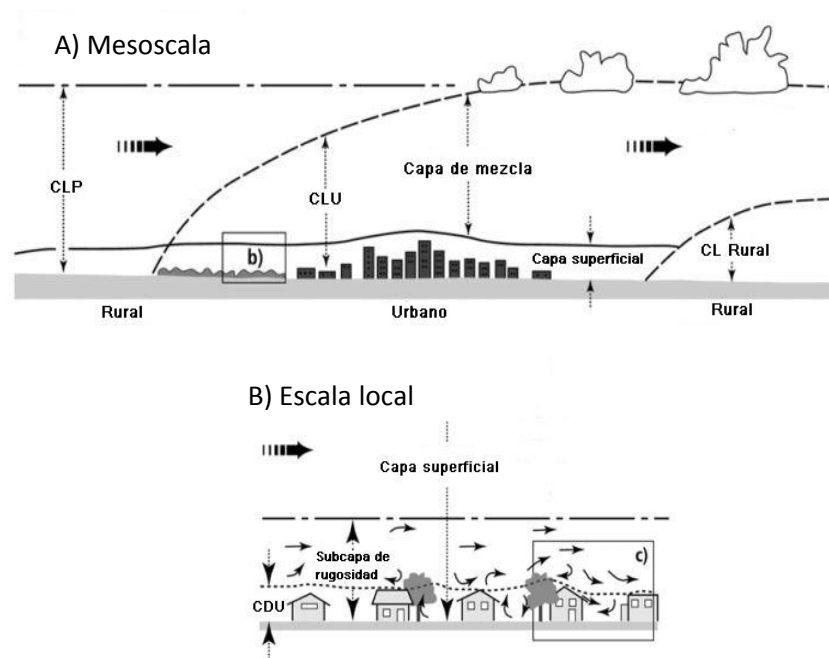 A) Mesoscala
CLP
CLU
Capa de mezcla
b)
Capa superficial
CL Rural
Rural
Urbano
Rural
B) Escala local
Capa superficial
Subcapa de
rugosidad
c)
CDU